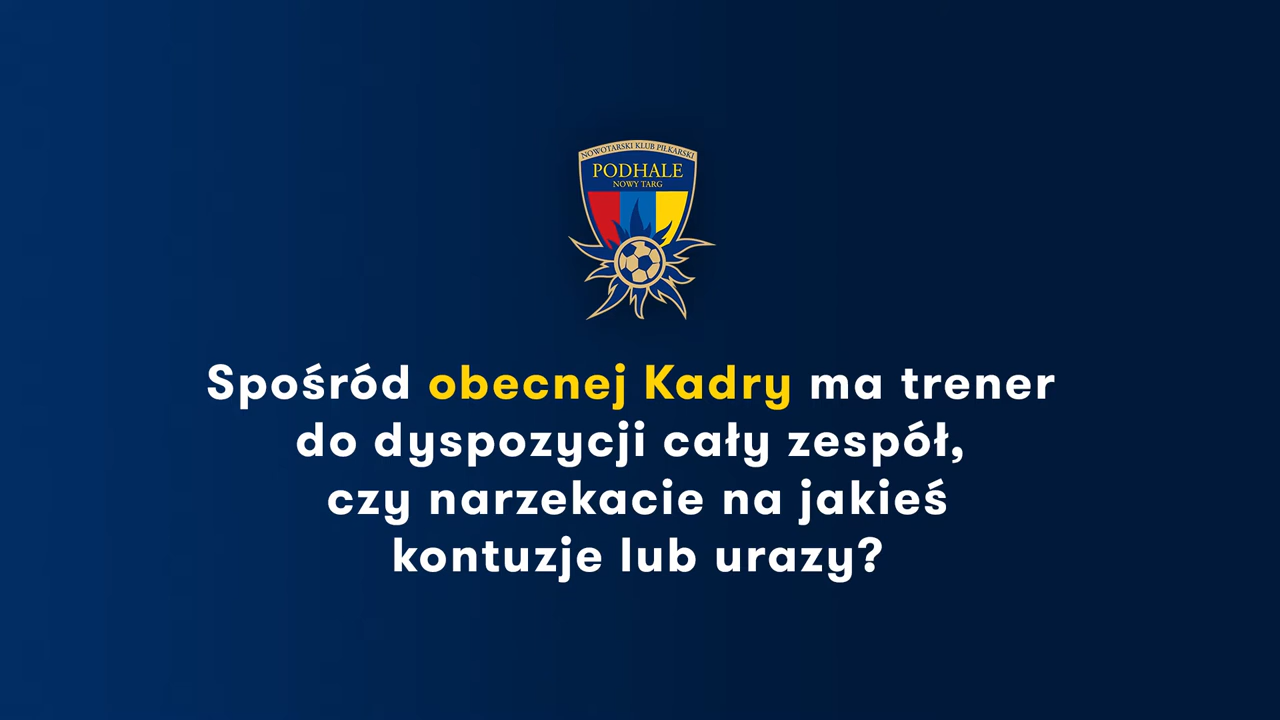 NOWOTARSKI KLUB PIŁKARSKI
PODHALE
NOWY TARG
Spośród obecnej Kadry ma trener
do dyspozycji cały zespół,
czy narzekacie na jakieś
kontuzje lub urazy?